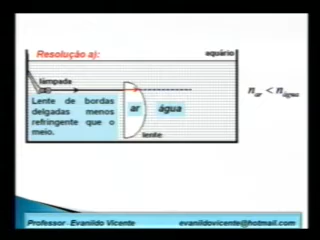 Resolução a):
aquário
lâmpada
Lente de bordas
delgadas menos
refringente que o
meio.
ar
água
lente
n_ar < n_água
Professor Evanildo Vicente
evanildovicente@hotmail.com